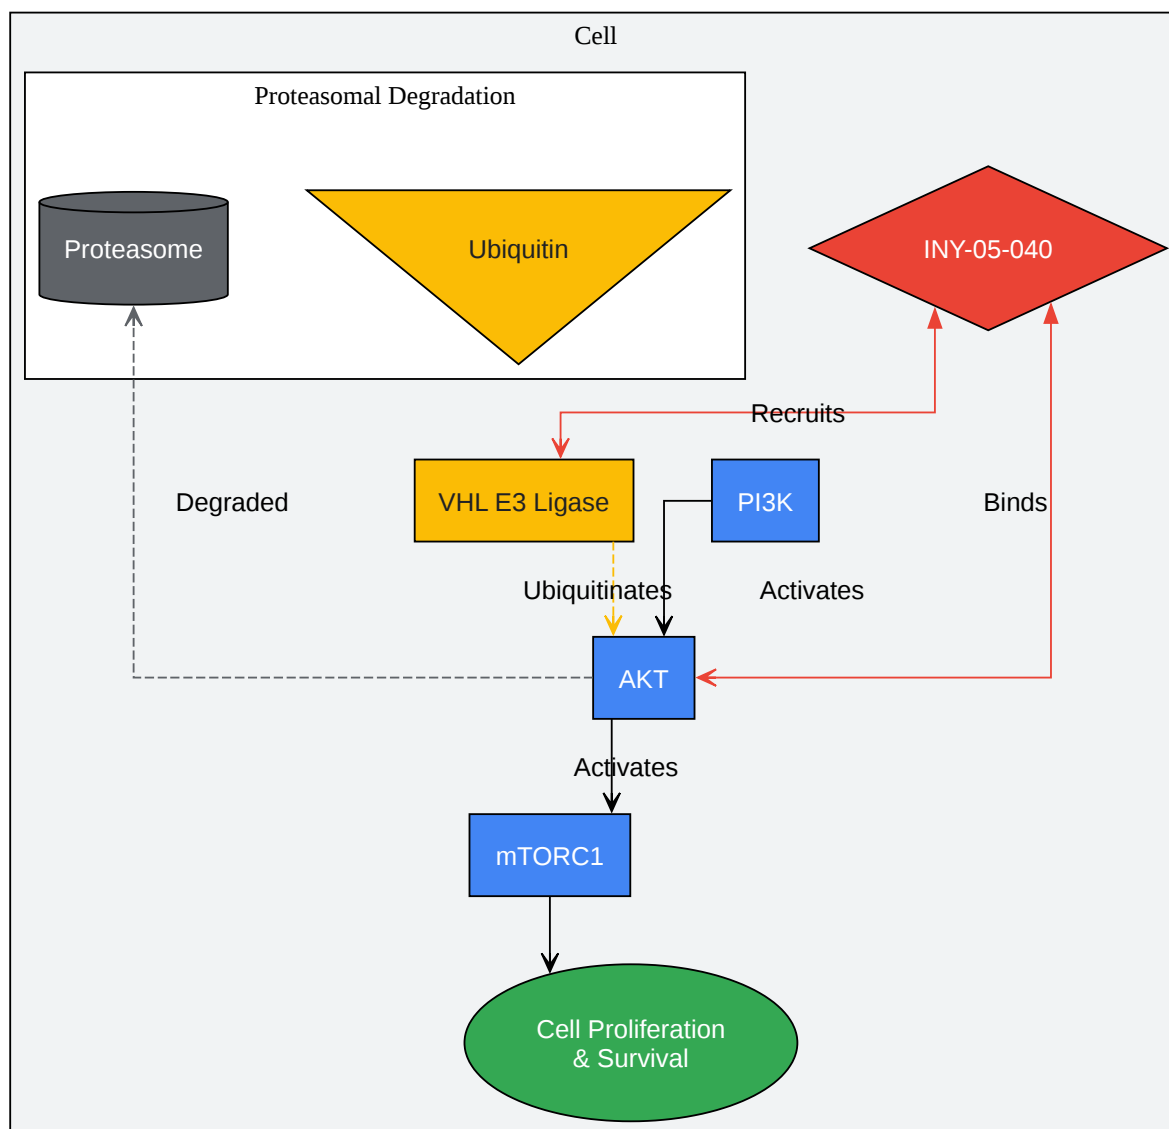 Cell
Proteasomal Degradation
Proteasome
Ubiquitin
INY-05-040
Recruits
VHL E3 Ligase
PI3K
Degraded
Binds
Ubiquitinates
Activates
AKT
Activates
mTORC1
Cell Proliferation
& Survival